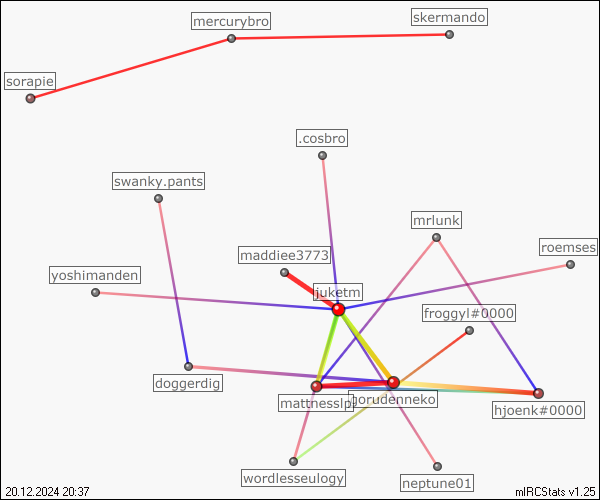 skermando
mercurybro
sorapie
.cosbro
swanky.pants
mrlunk
roemses
maddiee3773
yoshimanden
juketm
froggyl#0000
doggerdig
mattnesslp
gorudenneko
hjoenk#0000
wordlesseulogy
neptune01
20.12.2024 20:37
mIRCStats v1.25